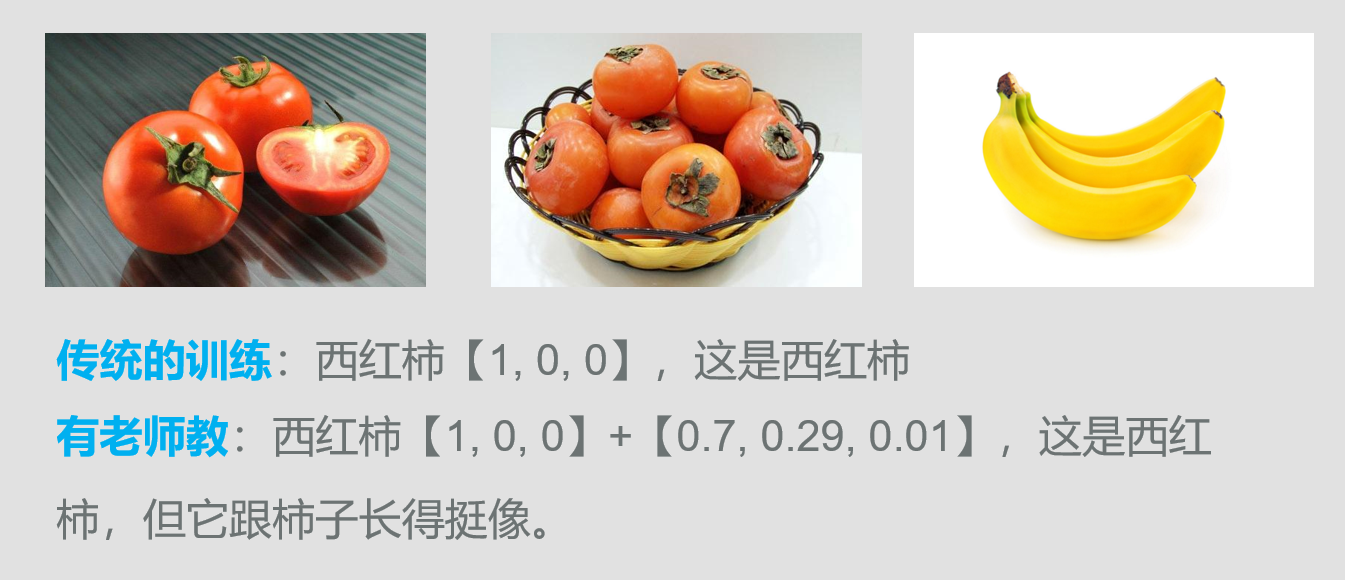 传统的训练：西红柿【1, 0, 0】，这是西红柿
有老师教：西红柿【1, 0, 0】+【0.7, 0.29, 0.01】，这是西红
柿，但它跟柿子长得挺像。